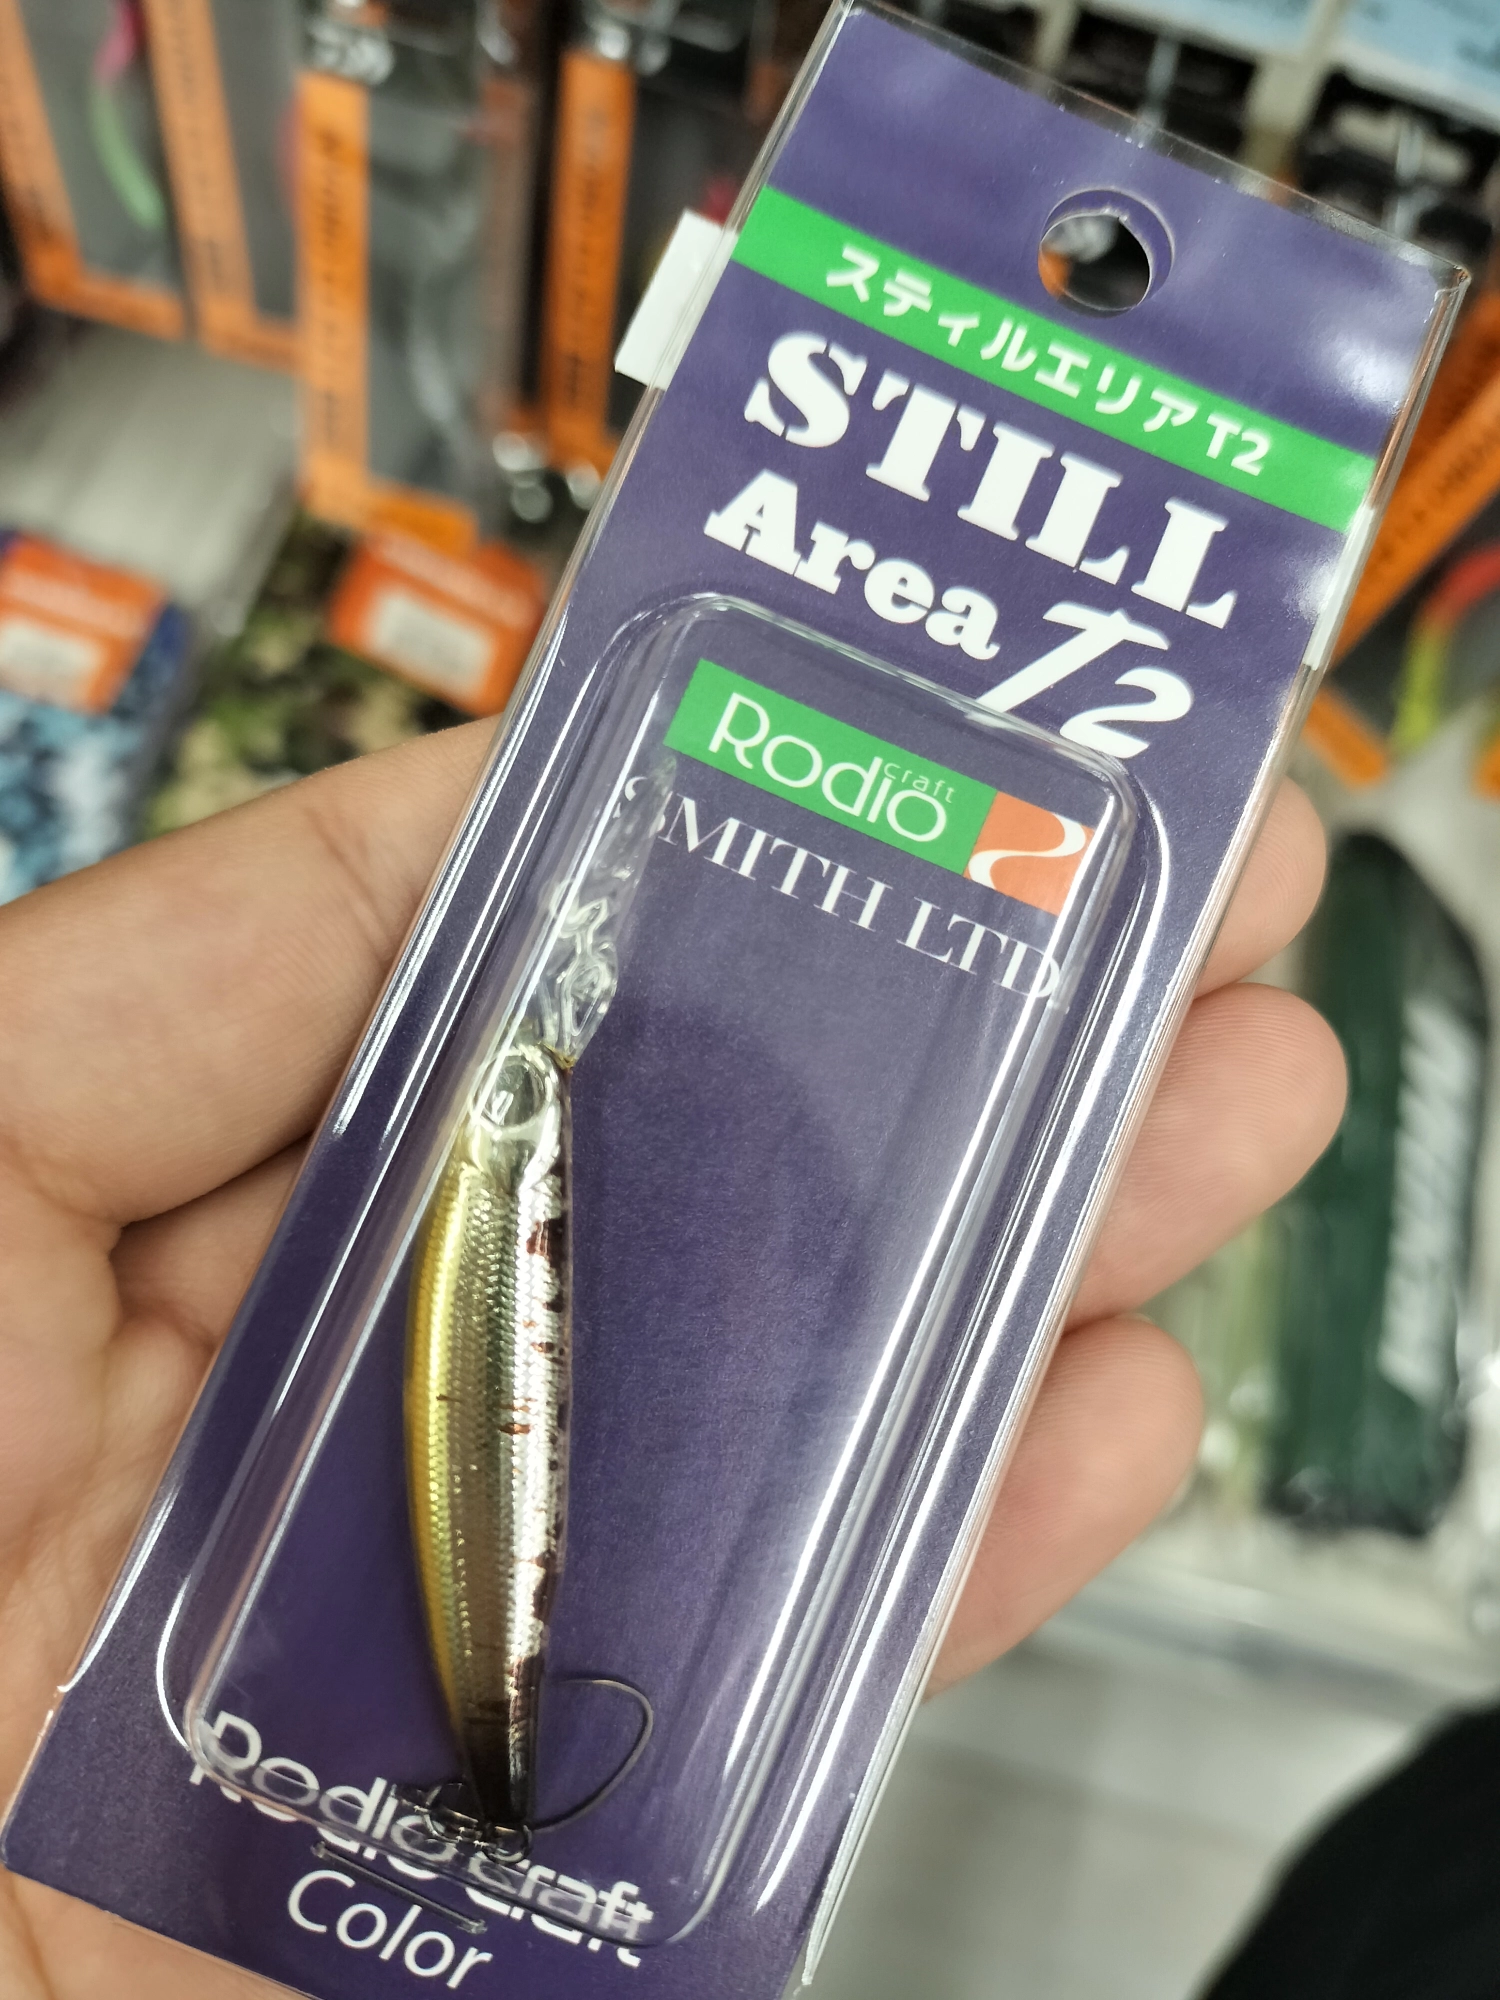 スティルエリアT2
STILL
Area T2
Rodio craft
SMITH LTD.
Rodio craft
Color